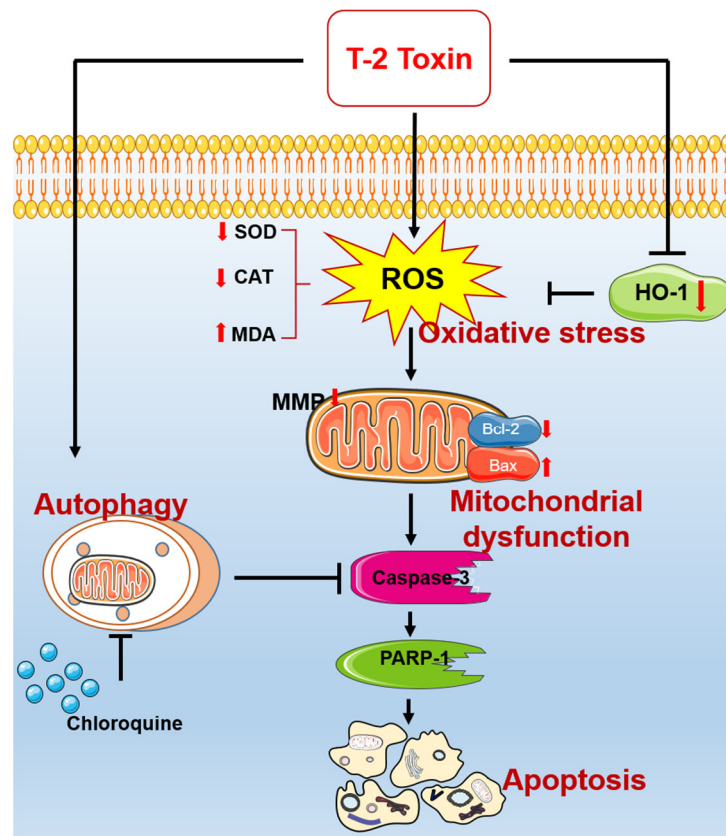 T-2 Toxin
SOD
CAT
MDA
ROS
HO-1
Oxidative stress
MMP
Bcl-2
Bax
Mitochondrial
dysfunction
Autophagy
Caspase-3
PARP-1
Chloroquine
Apoptosis